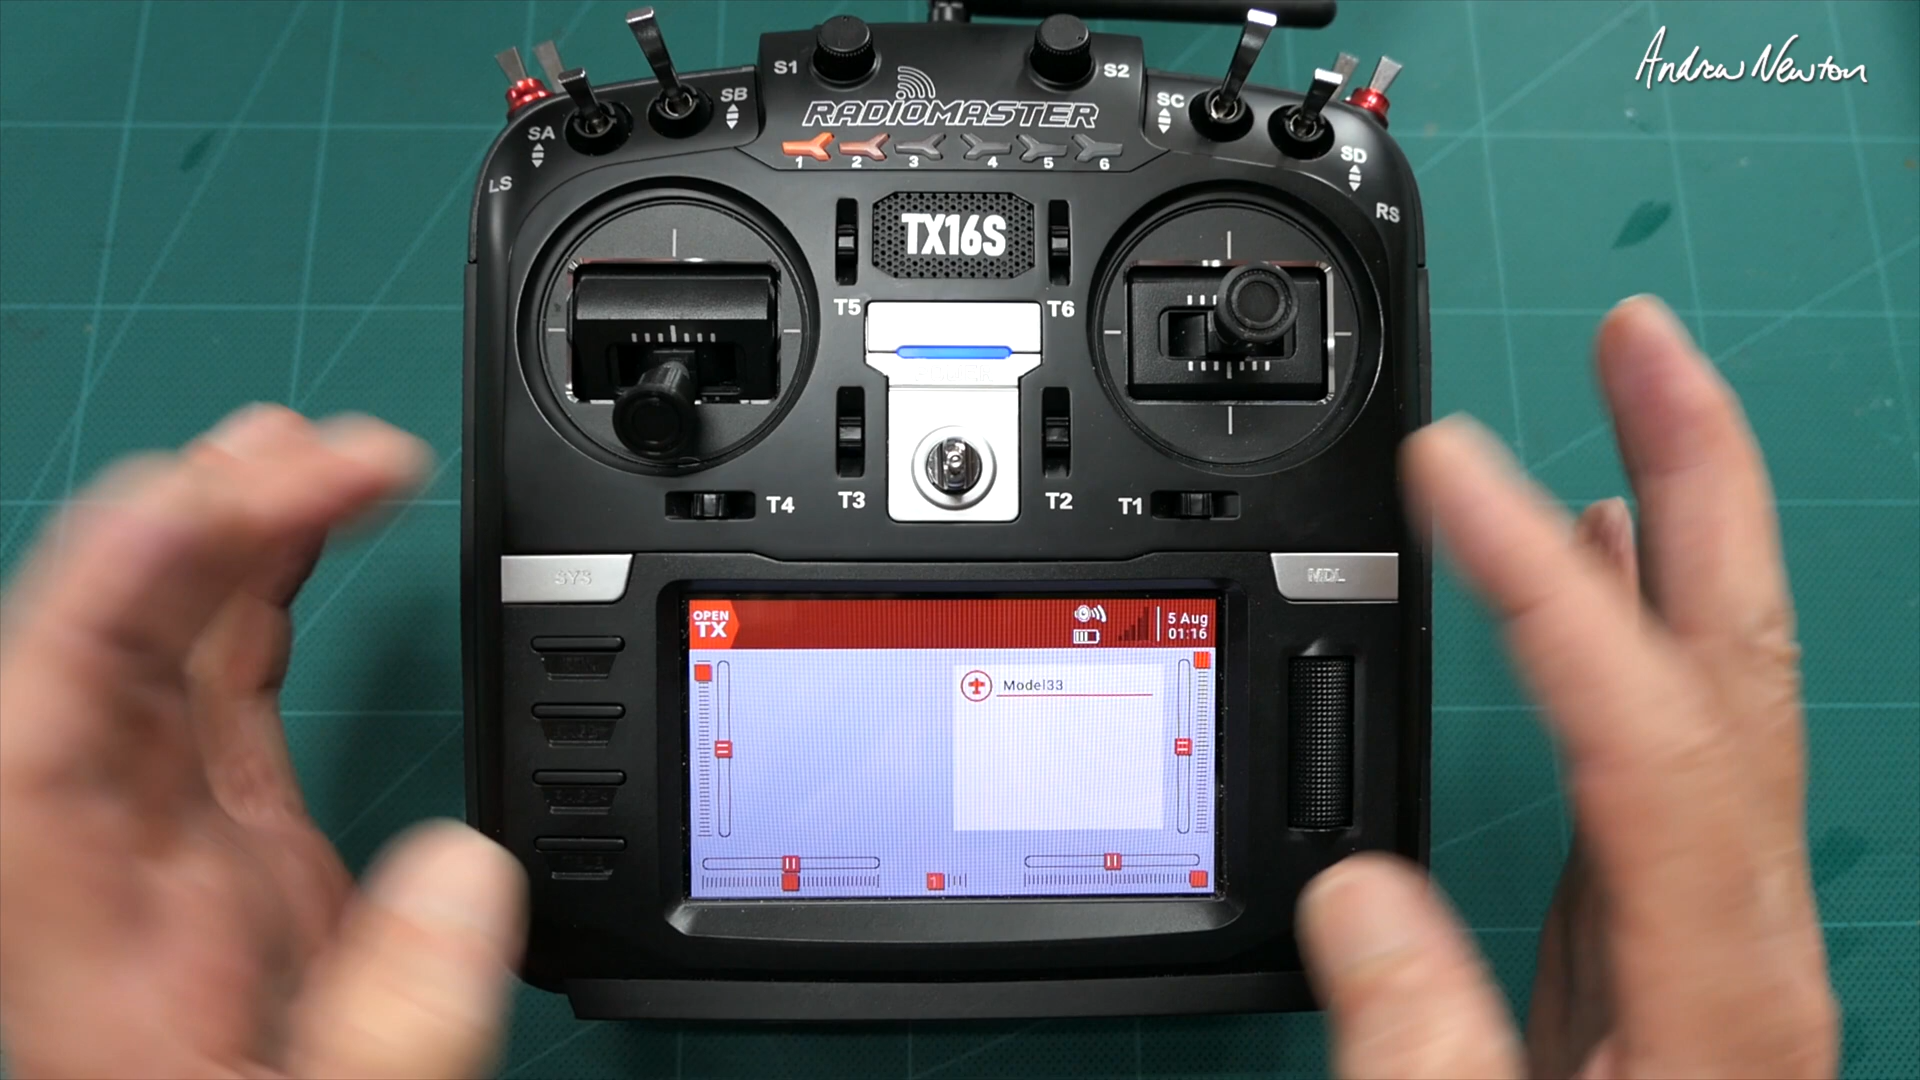 Andrew Newton
S1
S2
RADIOMASTER
SB
SC
SA
SD
1 2 3 4 5 6
LS
RS
TX16S
T5
T6
T4
T3
T2
T1
SYS
MDL
OPEN
TX
5 Aug
01:16
Model33
1